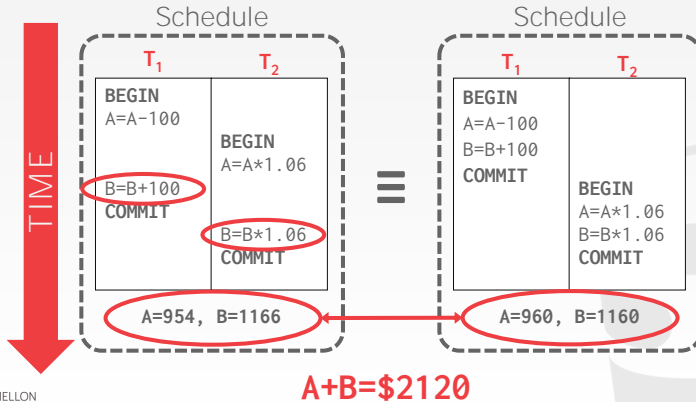 Schedule
T1
T2
BEGIN
A=A-100
BEGIN
A=A*1.06
B=B+100
COMMIT
B=B*1.06
COMMIT
A=954, B=1166
TIME
≡
Schedule
T1
T2
BEGIN
A=A-100
B=B+100
COMMIT
BEGIN
A=A*1.06
B=B*1.06
COMMIT
A=960, B=1160
A+B=$2120
MELLON